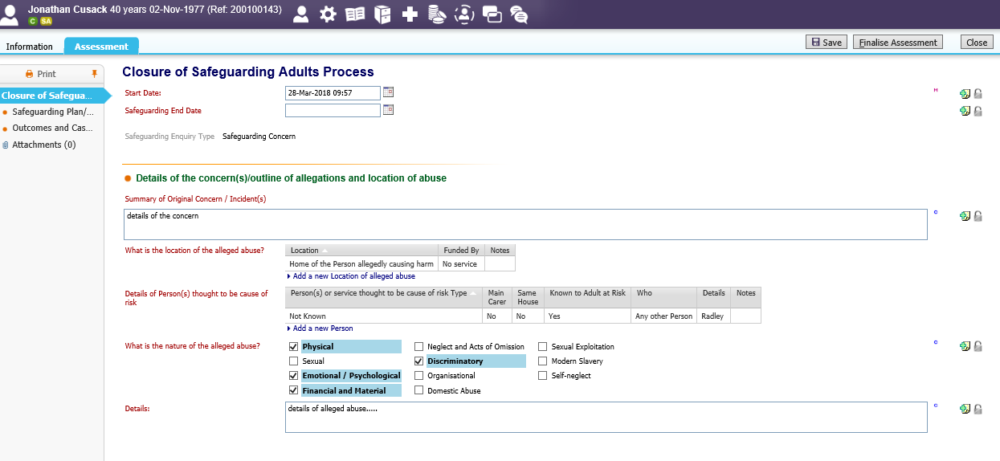 Jonathan Cusack 40 years 02-Nov-1977 (Ref: 200100143)
C SA
Information Assessment Save Finalise Assessment Close
Print
Closure of Safegua...
Safeguarding Plan/...
Outcomes and Cas...
Attachments (0)
Closure of Safeguarding Adults Process
Start Date: 28-Mar-2018 09:57 M
Safeguarding End Date
Safeguarding Enquiry Type Safeguarding Concern
Details of the concern(s)/outline of allegations and location of abuse
Summary of Original Concern / Incident(s)
details of the concern C
What is the location of the alleged abuse? Location Funded By Notes
Home of the Person allegedly causing harm No service
Add a new Location of alleged abuse
Details of Person(s) thought to be cause of risk Person(s) or service thought to be cause of risk Type Main Carer Same House Known to Adult at Risk Who Details Notes
Not Known No No Yes Any other Person Radley
Add a new Person
What is the nature of the alleged abuse? Physical Neglect and Acts of Omission Sexual Exploitation C
Sexual Discriminatory Modern Slavery
Emotional / Psychological Organisational Self-neglect
Financial and Material Domestic Abuse
Details: details of alleged abuse..... C